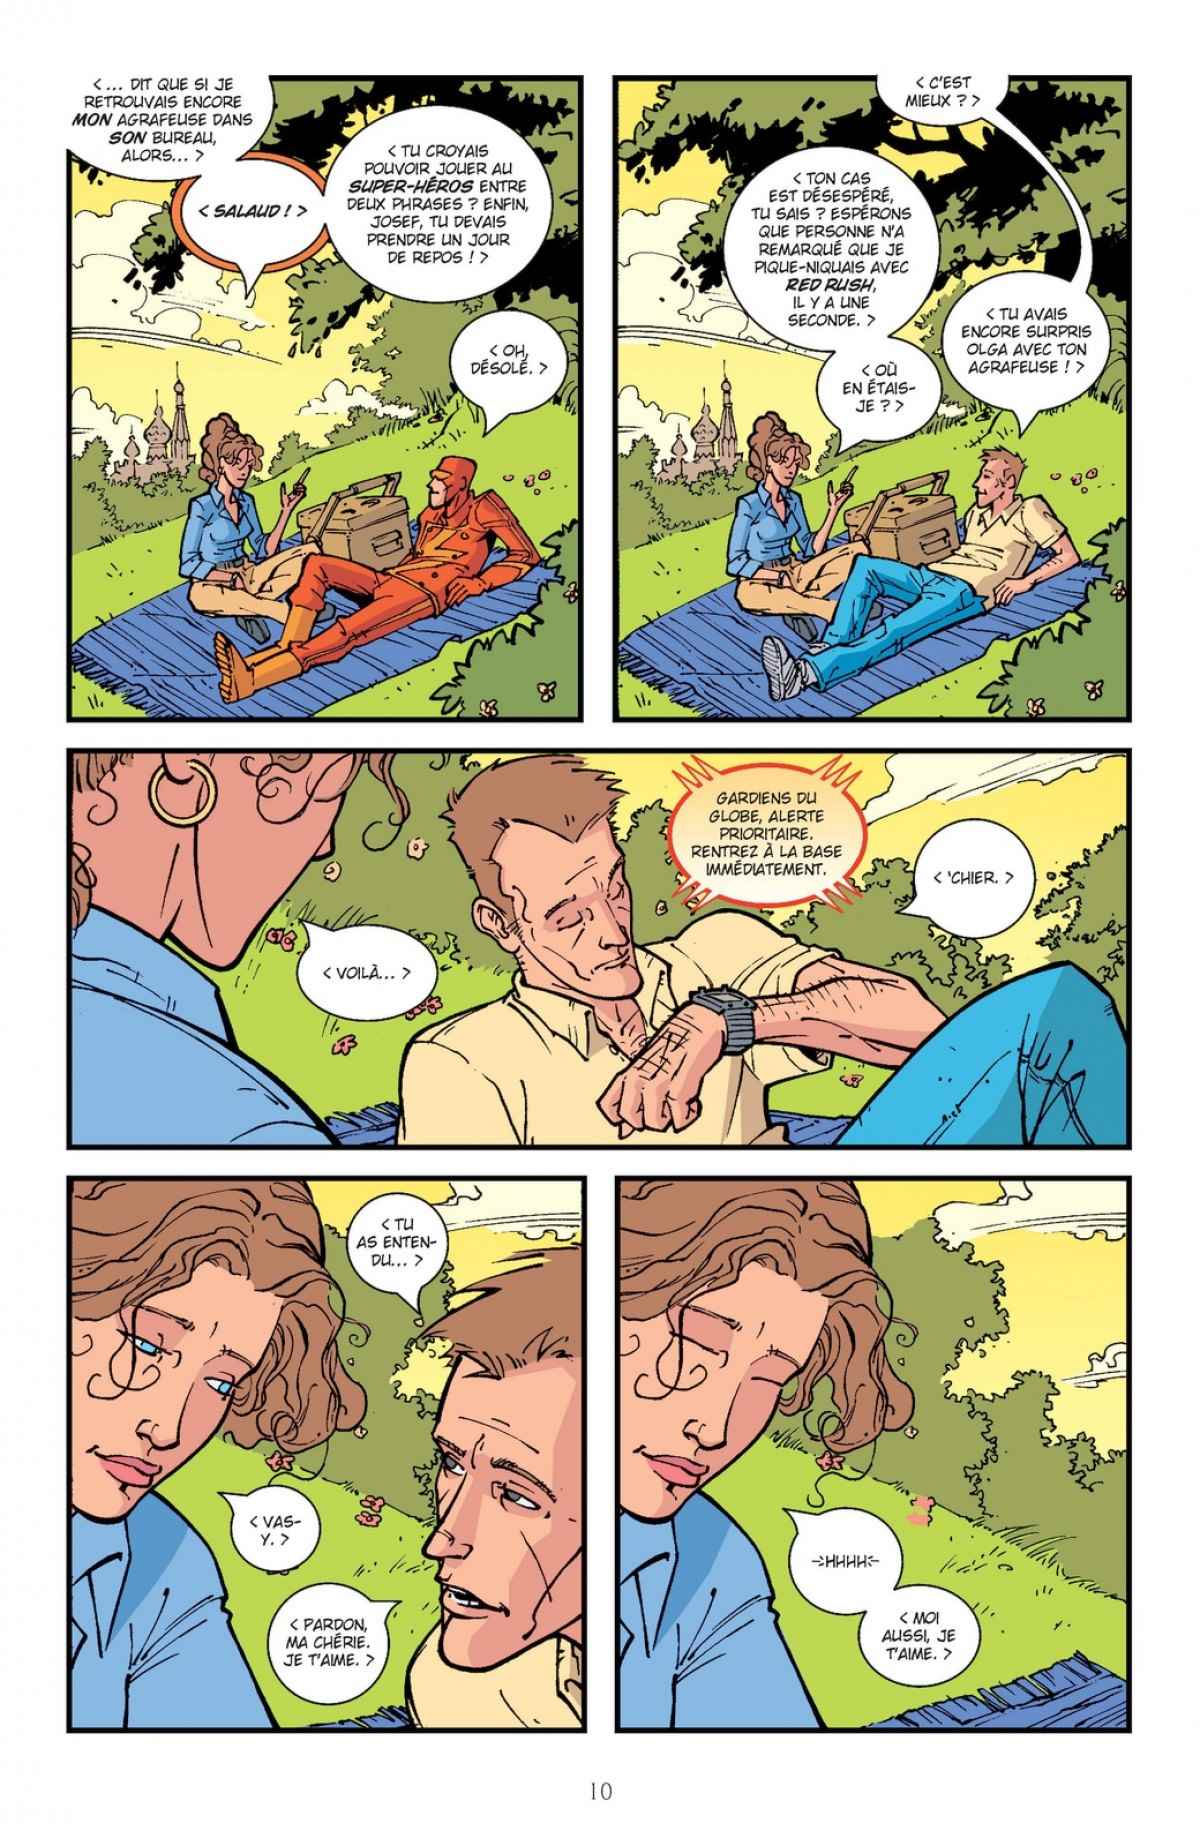 < ... DIT QUE SI JE
RETROUVAIS ENCORE
MON AGRAFEUSE DANS
SON BUREAU,
ALORS... >
< SALAUD ! >
< TU CROYAIS
POUVOIR JOUER AU
SUPER-HÉROS ENTRE
DEUX PHRASES ? ENFIN,
JOSEF, TU DEVAIS
PRENDRE UN JOUR
DE REPOS ! >
< OH,
DÉSOLÉ. >
< C'EST
MIEUX ? >
< TON CAS
EST DÉSESPÉRÉ,
TU SAIS ? ESPÉRONS
QUE PERSONNE N'A
REMARQUÉ QUE JE
PIQUE-NIQUAIS AVEC
RED RUSH,
IL Y A UNE
SECONDE. >
< OÙ
EN ÉTAIS-
JE ? >
< TU AVAIS
ENCORE SURPRIS
OLGA AVEC TON
AGRAFEUSE ! >
GARDIENS DU
GLOBE, ALERTE
PRIORITAIRE.
RENTREZ À LA BASE
IMMÉDIATEMENT.
< 'CHIER. >
< VOILÀ... >
< TU
AS ENTEN-
DU... >
< VAS-
Y. >
< PARDON,
MA CHÉRIE.
JE T'AIME. >
HHHH
< MOI
AUSSI, JE
T'AIME. >
10